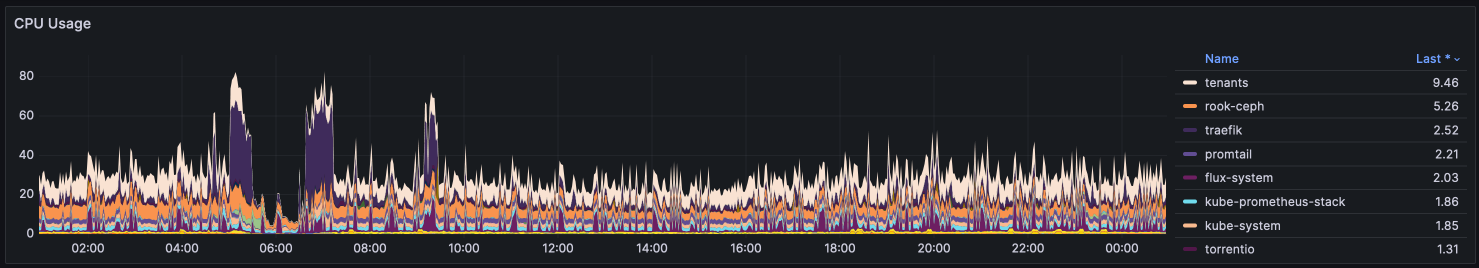 CPU Usage
Name Last *
80
60
40
20
0
02:00 04:00 06:00 08:00 10:00 12:00 14:00 16:00 18:00 20:00 22:00 00:00
tenants 9.46
rook-ceph 5.26
traefik 2.52
promtail 2.21
flux-system 2.03
kube-prometheus-stack 1.86
kube-system 1.85
torrentio 1.31